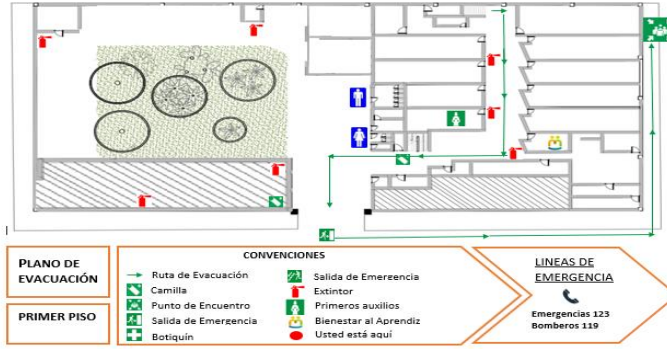 PLANO DE
EVACUACIÓN
PRIMER PISO
CONVENCIONES
Ruta de Evacuación
Camilla
Punto de Encuentro
Salida de Emergencia
Botiquín
Salida de Emereencia
Extintor
Primeros auxilios
Bienestar al Aprendiz
Usted está aquí
LINEAS DE
EMERGENCIA
Emergencias 123
Bomberos 119